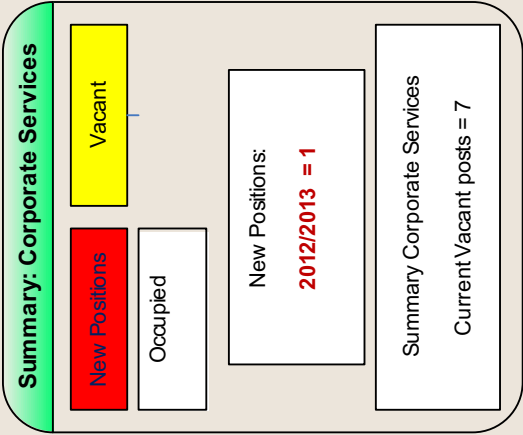 Summary: Corporate Services
New Positions
Vacant
Occupied
New Positions:
2012/2013 = 1
Summary Corporate Services
Current Vacant posts = 7